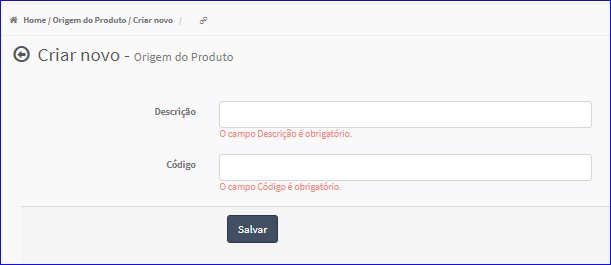 Home / Origem do Produto / Criar novo /
Criar novo - Origem do Produto
Descrição
O campo Descrição é obrigatório.
Código
O campo Código é obrigatório.
Salvar